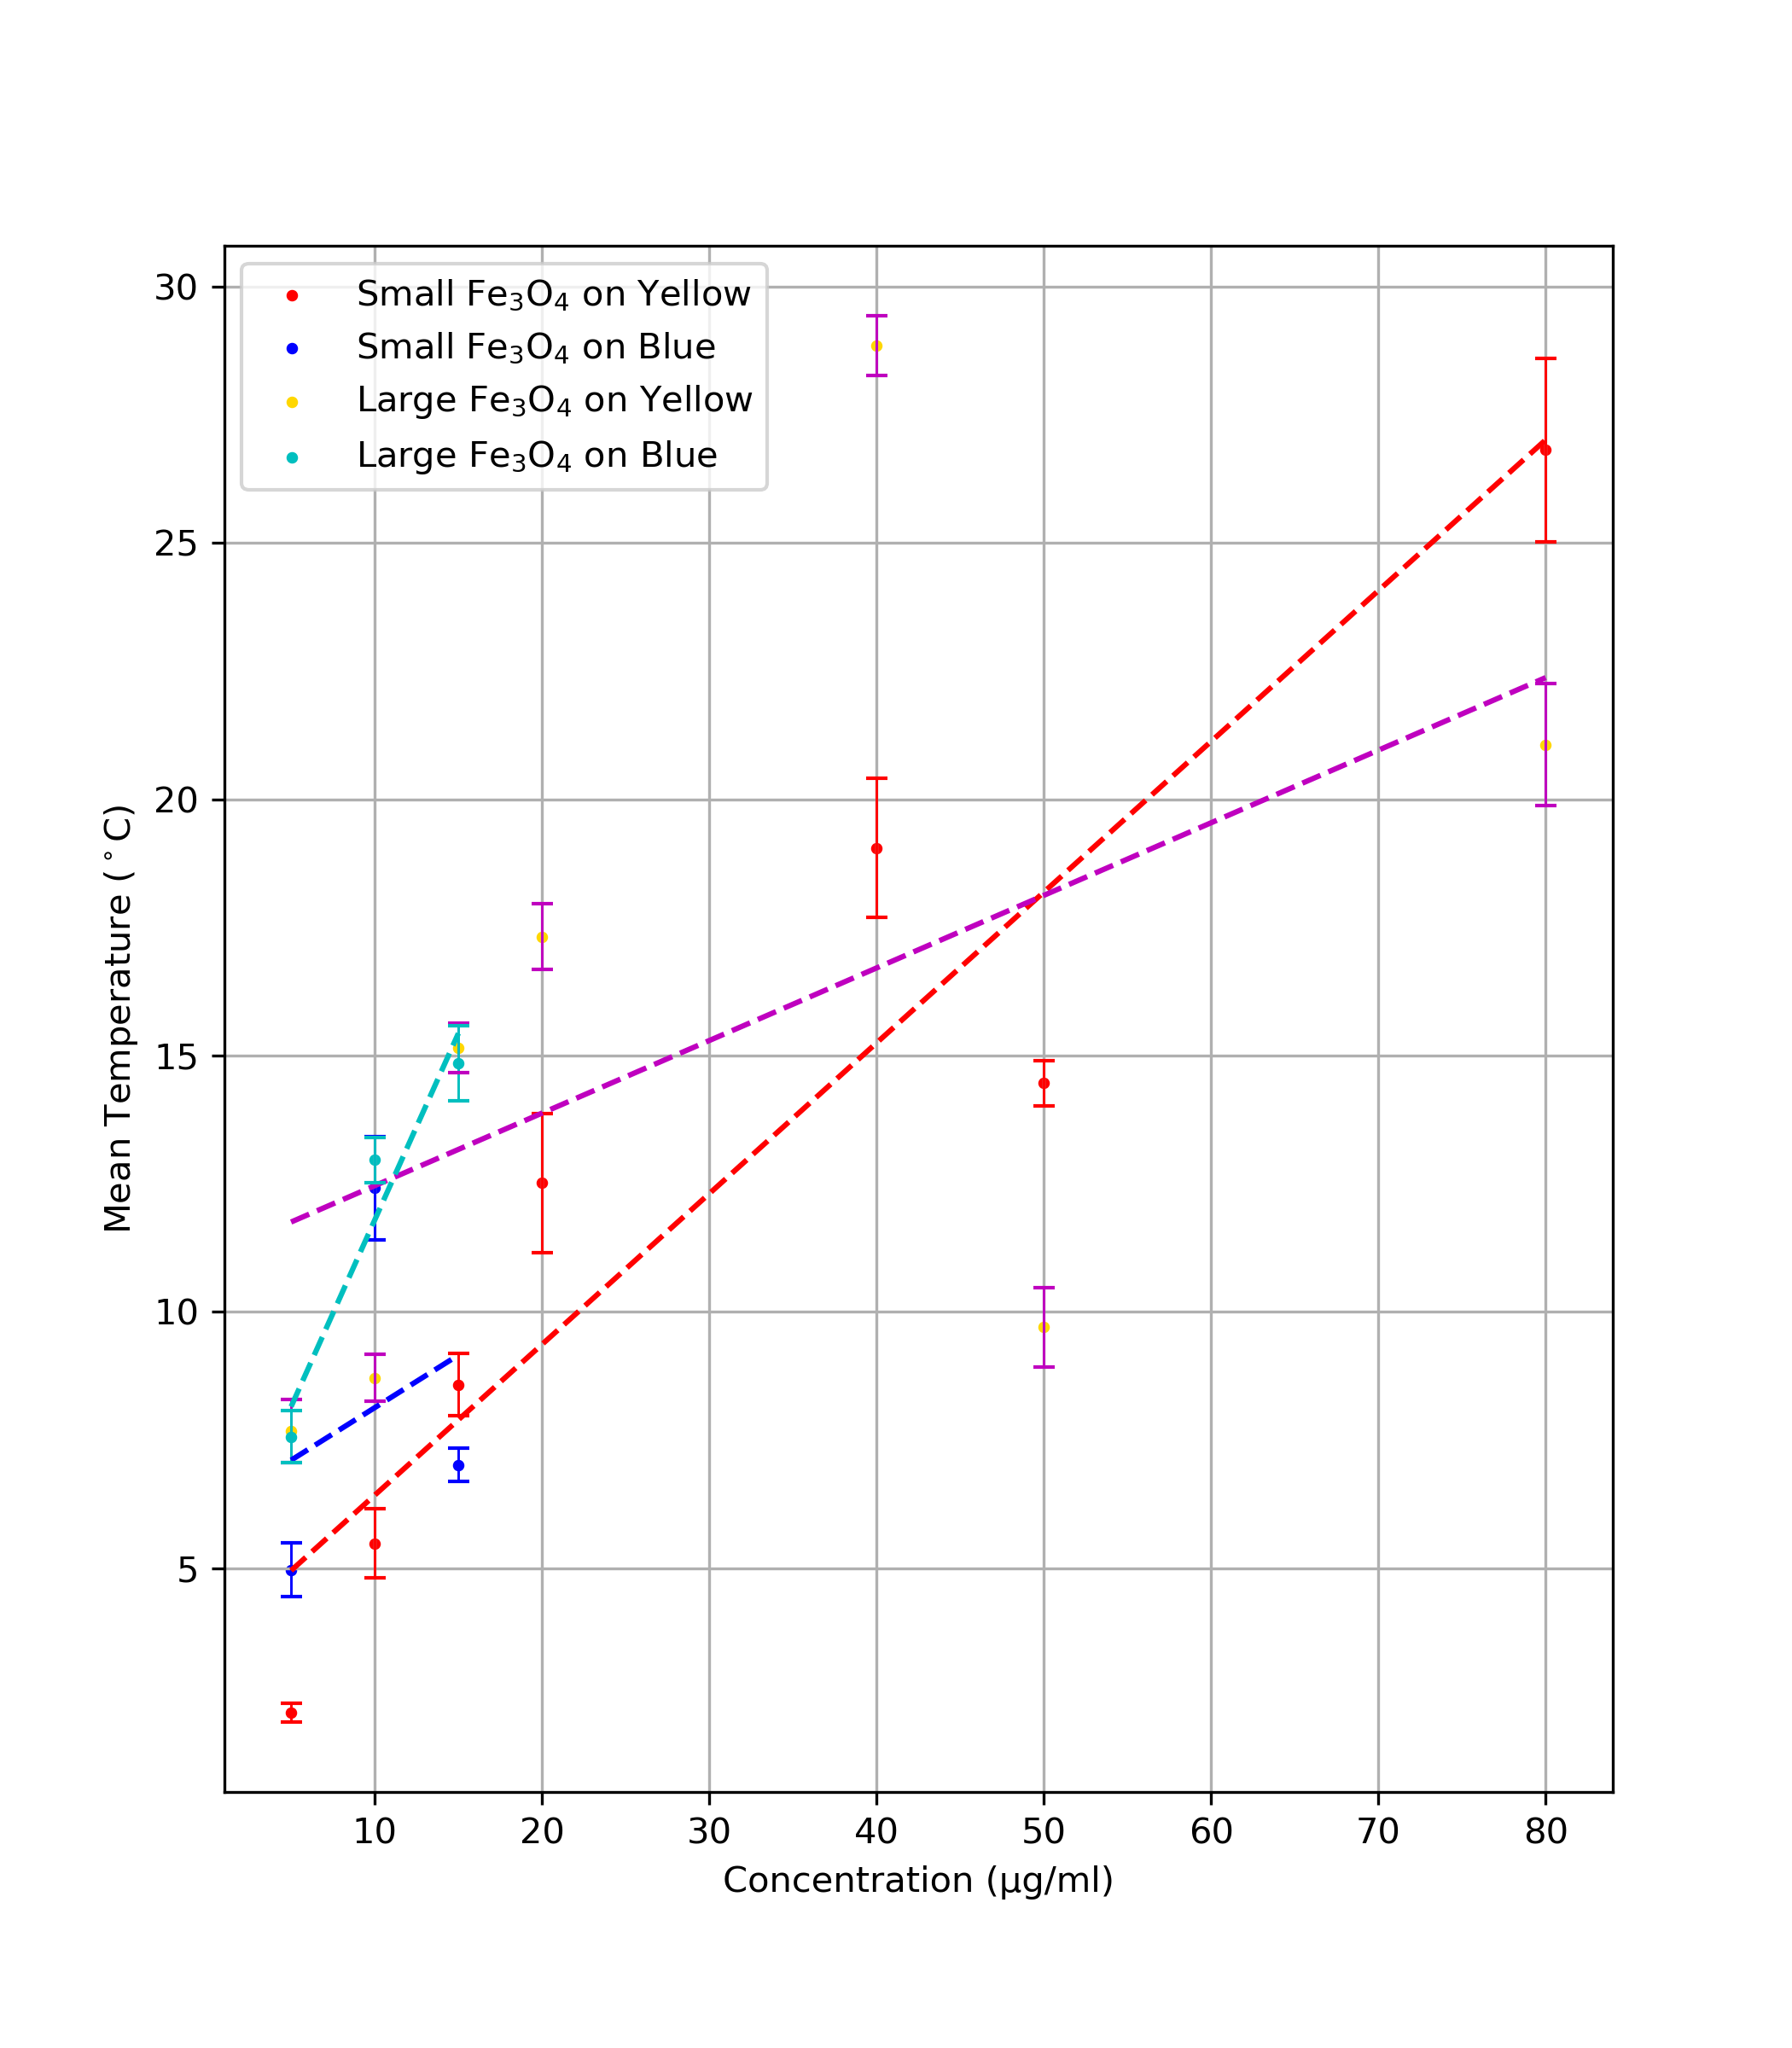 Small Fe₃O₄ on Yellow
Small Fe₃O₄ on Blue
Large Fe₃O₄ on Yellow
Large Fe₃O₄ on Blue
30
25
20
15
10
5
Mean Temperature (°C)
10 20 30 40 50 60 70 80
Concentration (μg/ml)